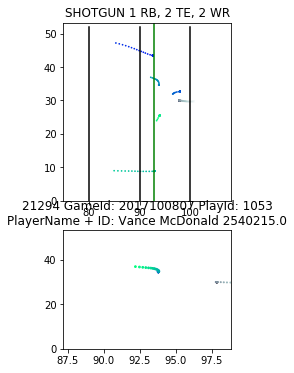 SHOTGUN 1 RB, 2 TE, 2 WR
50
40
30
20
10
0
80 90 100
21294 GameId: 2017100807 PlayId: 1053
PlayerName + ID: Vance McDonald 2540215.0
40
20
0
87.5 90.0 92.5 95.0 97.5